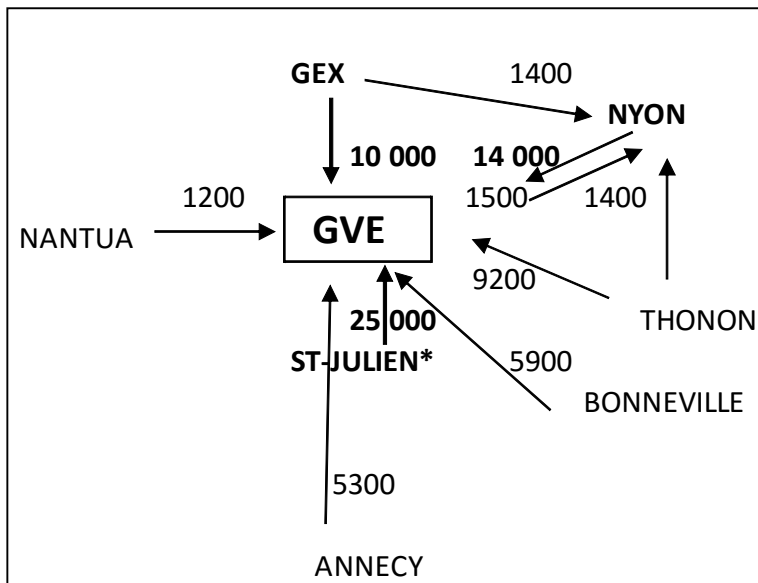 GEX
1400
NYON
10 000
14 000
1200
1500
1400
NANTUA
GVE
9200
25 000
THONON
ST-JULIEN*
5900
BONNEVILLE
5300
ANNECY